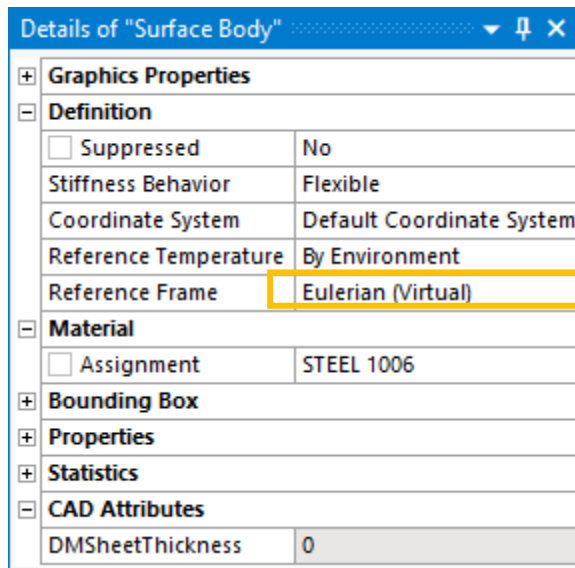 Details of "Surface Body"
Graphics Properties
Definition
Suppressed No
Stiffness Behavior Flexible
Coordinate System Default Coordinate System
Reference Temperature By Environment
Reference Frame Eulerian (Virtual)
Material
Assignment STEEL 1006
Bounding Box
Properties
Statistics
CAD Attributes
DMSheetThickness 0